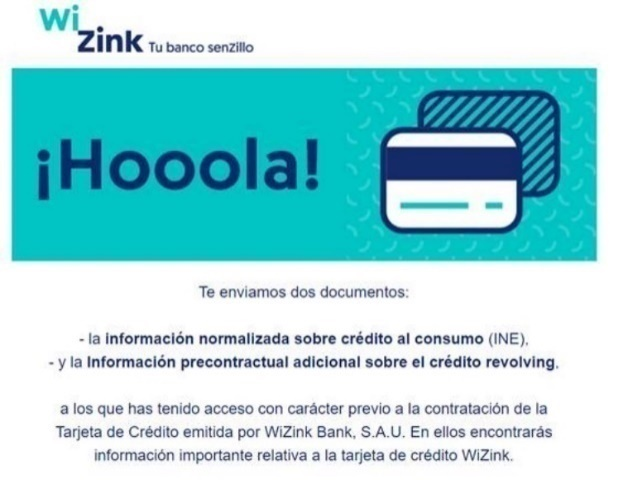 Wi
Zink Tu banco senZillo
¡Hooola!
Te enviamos dos documentos:
- la información normalizada sobre crédito al consumo (INE),
- y la Información precontractual adicional sobre el crédito revolving,
a los que has tenido acceso con carácter previo a la contratación de la
Tarjeta de Crédito emitida por WiZink Bank, S.A.U. En ellos encontrarás
información importante relativa a la tarjeta de crédito WiZink.